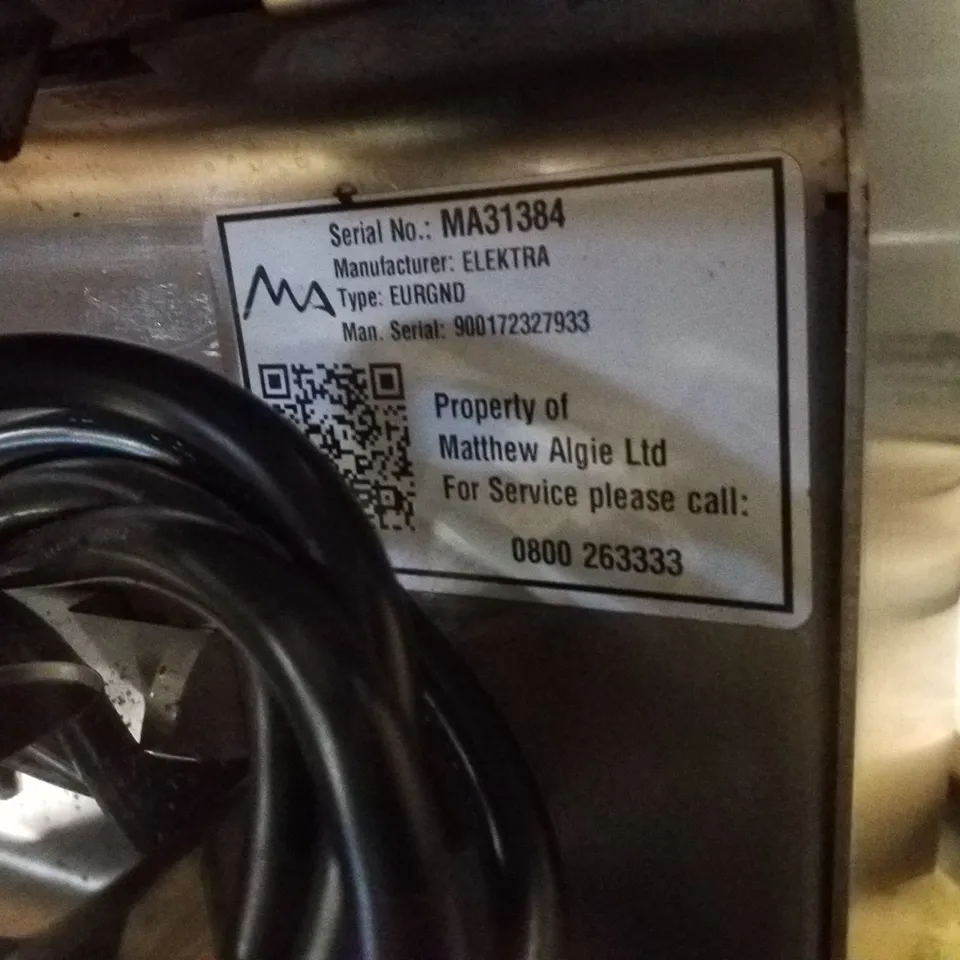 Serial No.: MA31384
Manufacturer: ELEKTRA
MA
Type: EURGND
Man. Serial: 900172327933
Property of
Matthew Algie Ltd
For Service please call:
0800 263333